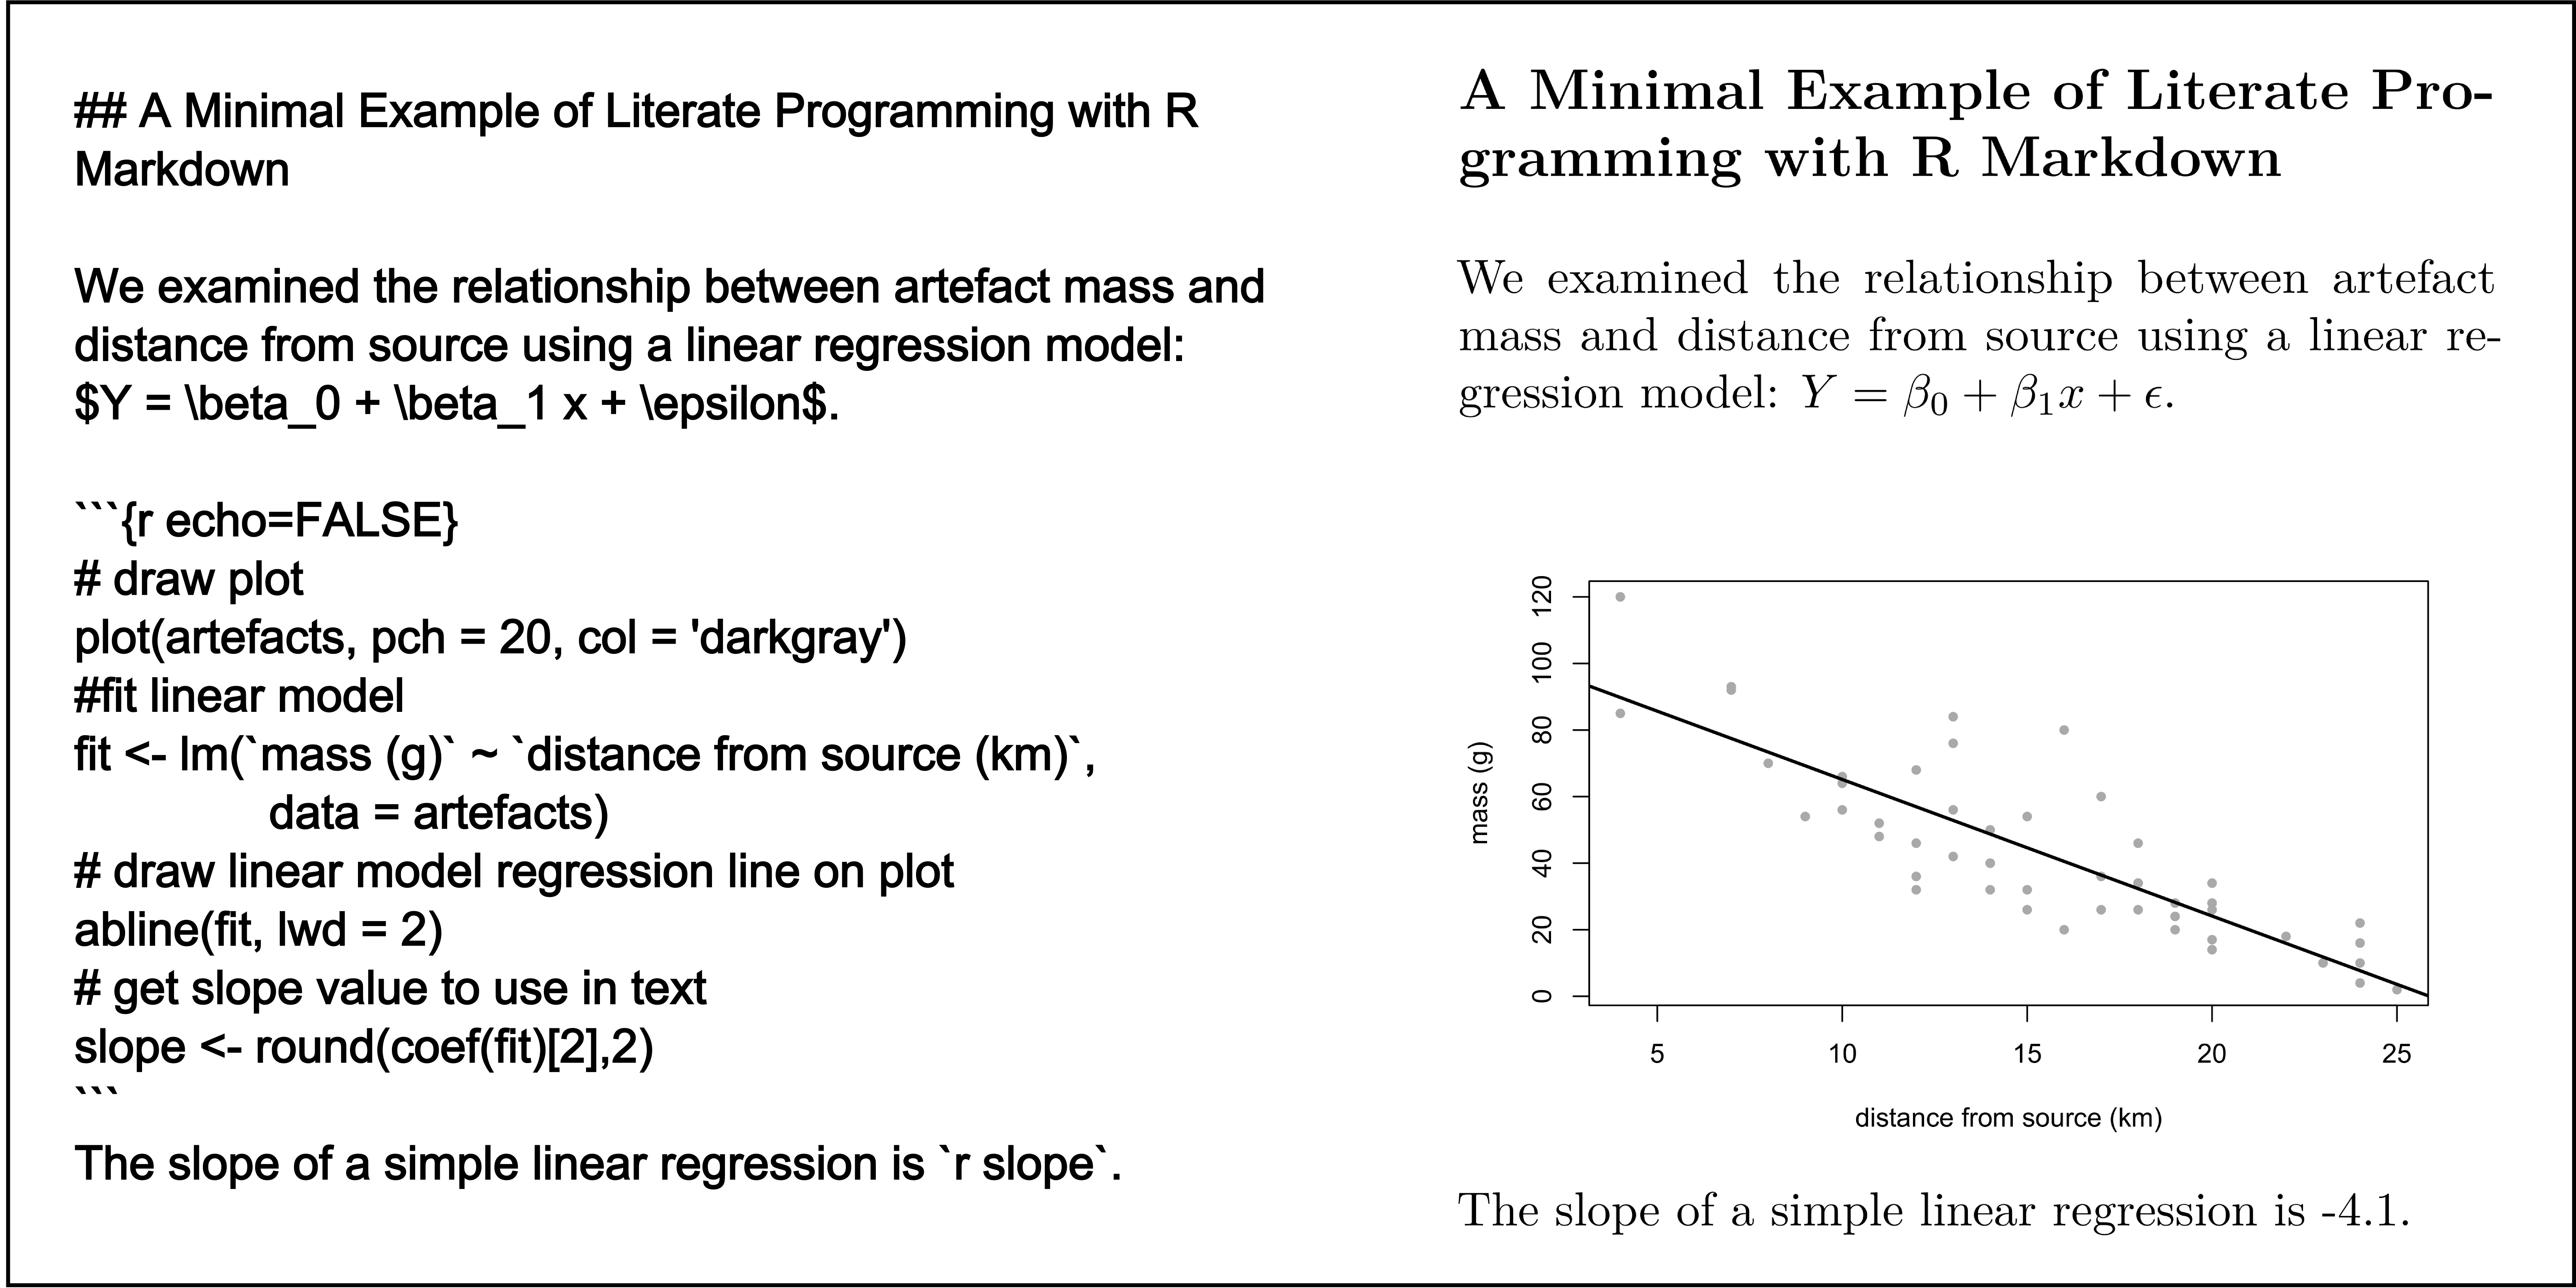 ## A Minimal Example of Literate Programming with R
Markdown
We examined the relationship between artefact mass and
distance from source using a linear regression model:
$Y = \beta_0 + \beta_1 x + \epsilon$.
```{r echo=FALSE}
# draw plot
plot(artefacts, pch = 20, col = 'darkgray')
#fit linear model
fit <- lm(`mass (g)` ~ `distance from source (km)`,
data = artefacts)
# draw linear model regression line on plot
abline(fit, lwd = 2)
# get slope value to use in text
slope <- round(coef(fit)[2],2)
```
The slope of a simple linear regression is `r slope`.
A Minimal Example of Literate Pro-
gramming with R Markdown
We examined the relationship between artefact
mass and distance from source using a linear re-
gression model: Y = β₀ + β₁x + ϵ.
120
100
80
60
40
20
0
mass (g)
5 10 15 20 25
distance from source (km)
The slope of a simple linear regression is -4.1.